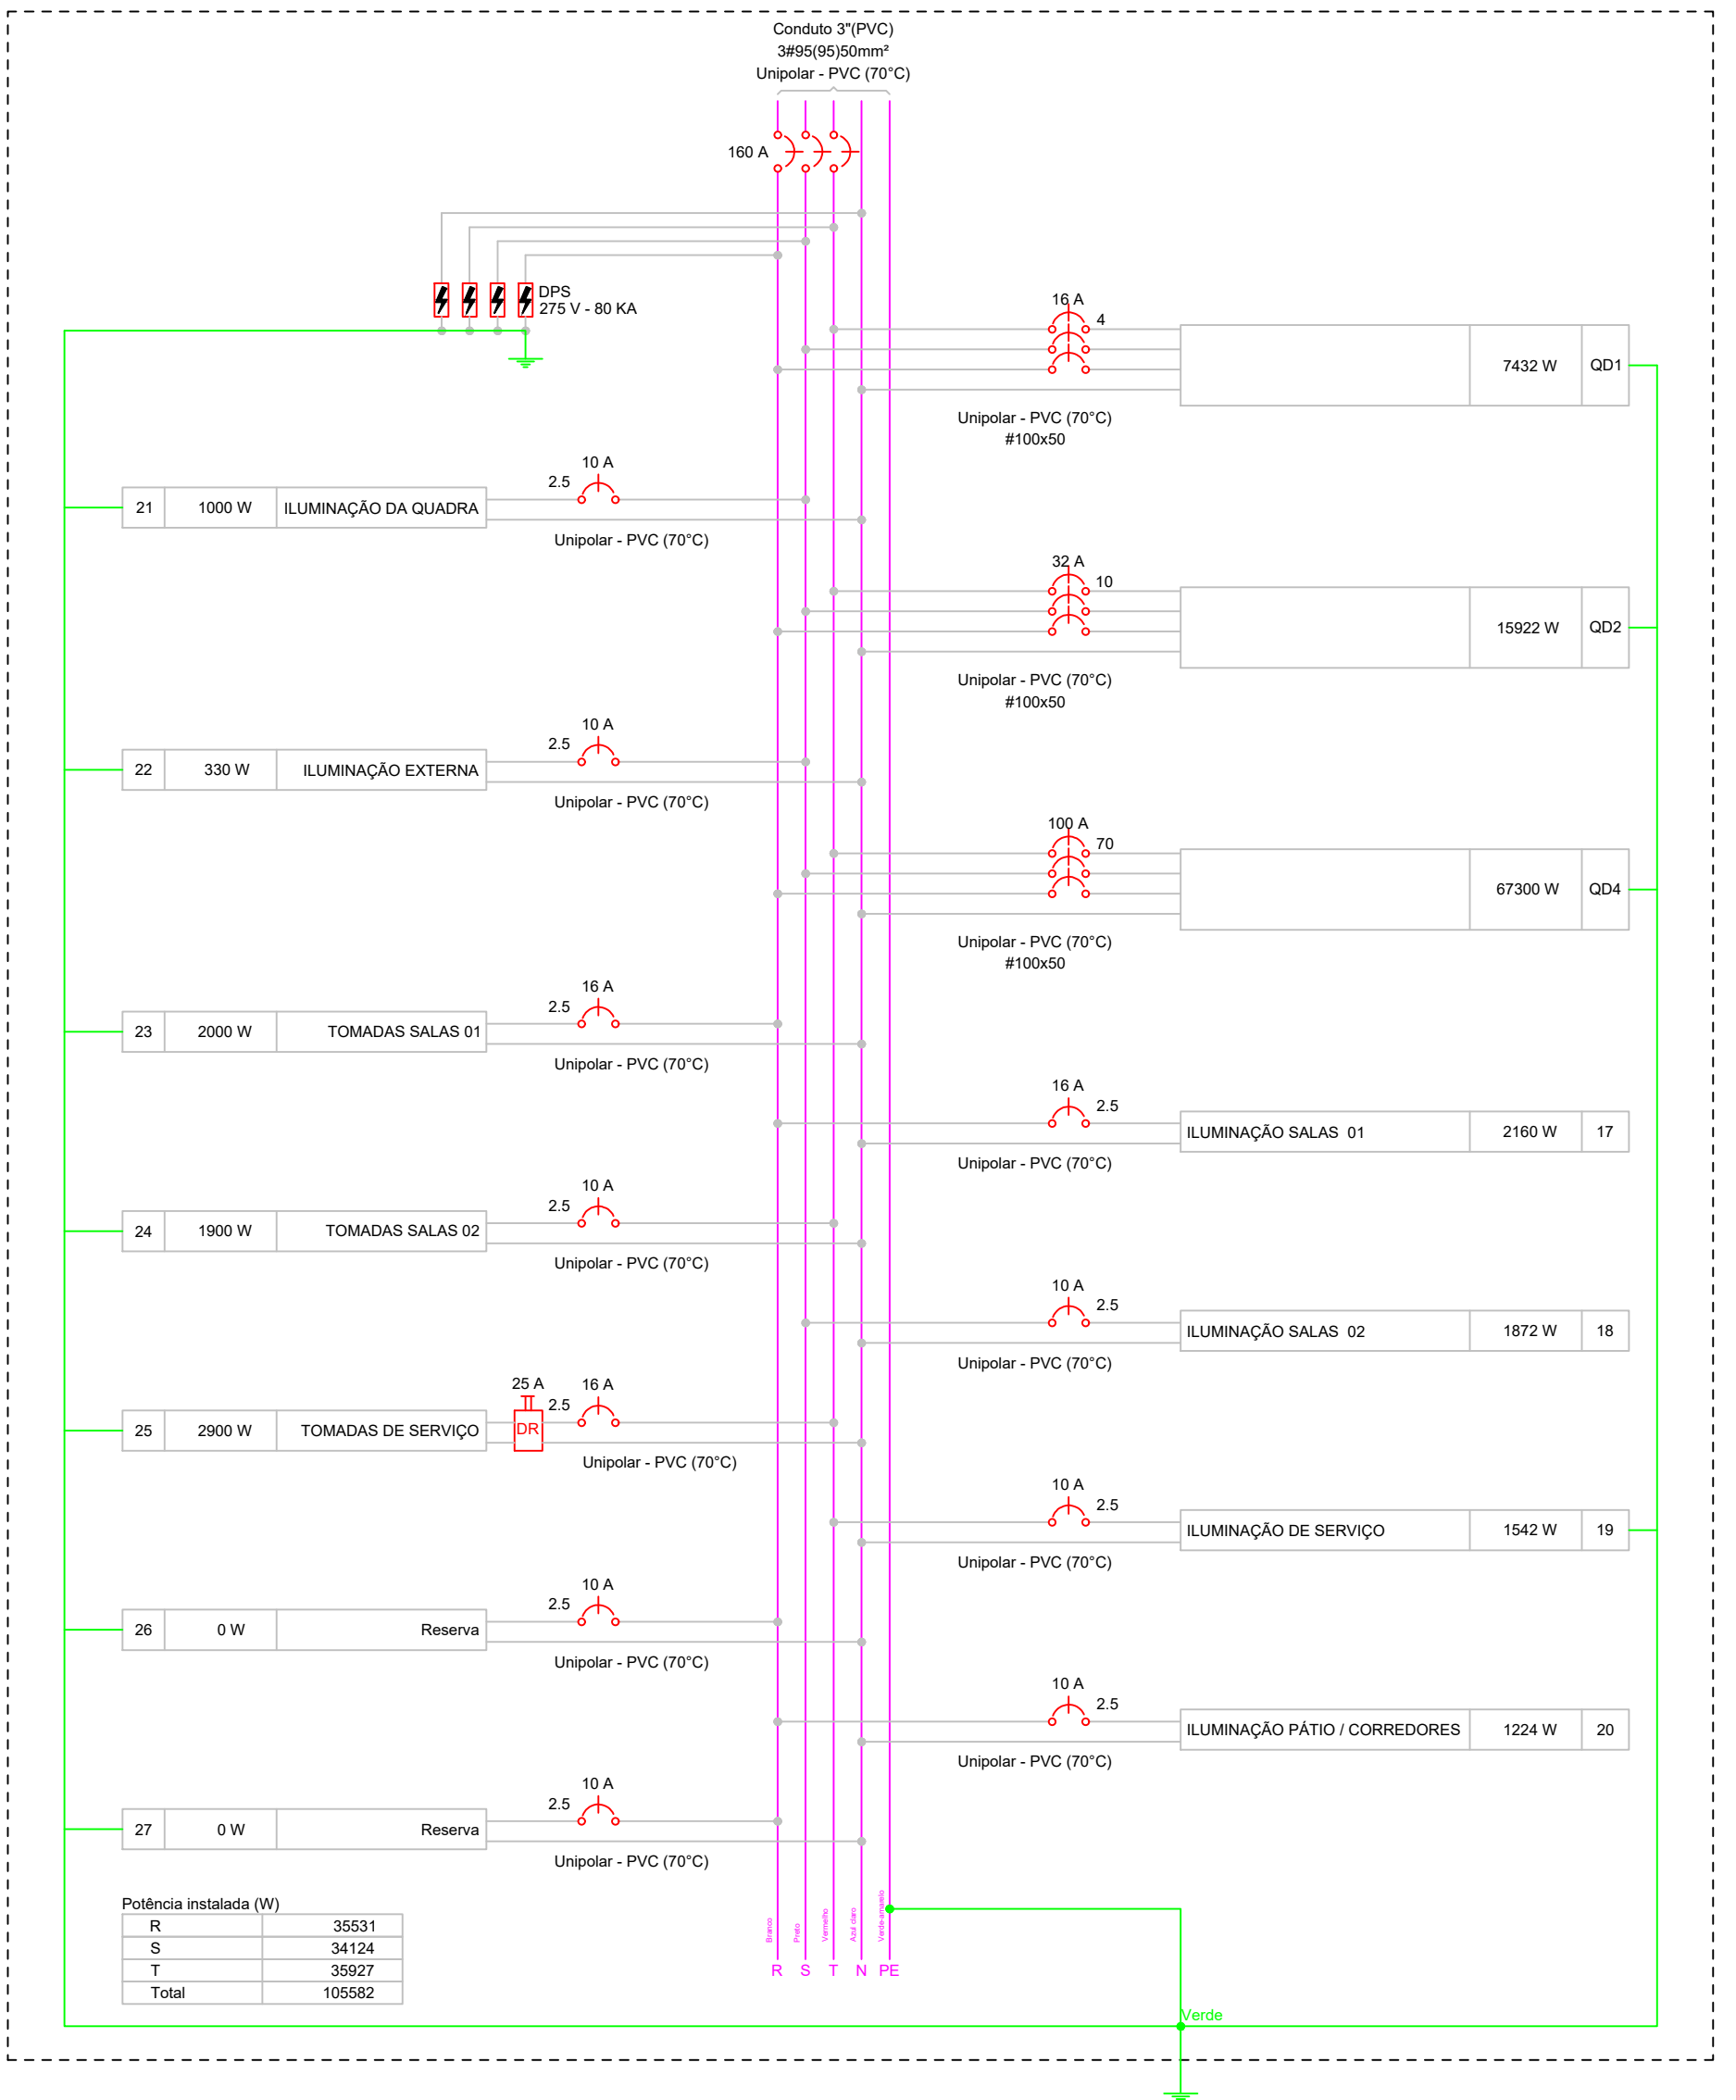 Conduto 3"(PVC)
3#95(95)50mm²
Unipolar - PVC (70°C)
160 A
DPS
275 V - 80 KA
16 A
4
7432 W QD1
Unipolar - PVC (70°C)
#100x50
10 A
2.5
21 1000 W ILUMINAÇÃO DA QUADRA
Unipolar - PVC (70°C)
32 A
10
15922 W QD2
Unipolar - PVC (70°C)
#100x50
10 A
2.5
22 330 W ILUMINAÇÃO EXTERNA
Unipolar - PVC (70°C)
100 A
70
67300 W QD4
Unipolar - PVC (70°C)
#100x50
16 A
2.5
23 2000 W TOMADAS SALAS 01
Unipolar - PVC (70°C)
16 A
2.5
ILUMINAÇÃO SALAS 01 2160 W 17
Unipolar - PVC (70°C)
10 A
2.5
24 1900 W TOMADAS SALAS 02
Unipolar - PVC (70°C)
10 A
2.5
ILUMINAÇÃO SALAS 02 1872 W 18
Unipolar - PVC (70°C)
25 A 16 A
2.5
25 2900 W TOMADAS DE SERVIÇO DR
Unipolar - PVC (70°C)
10 A
2.5
ILUMINAÇÃO DE SERVIÇO 1542 W 19
Unipolar - PVC (70°C)
10 A
2.5
26 0 W Reserva
Unipolar - PVC (70°C)
10 A
2.5
ILUMINAÇÃO PÁTIO / CORREDORES 1224 W 20
Unipolar - PVC (70°C)
10 A
2.5
27 0 W Reserva
Unipolar - PVC (70°C)
Potência instalada (W)
R 35531
S 34124
T 35927
Total 105582
Branco
Preto
Vermelho
Azul claro
Verde-amarelo
R S T N PE
Verde